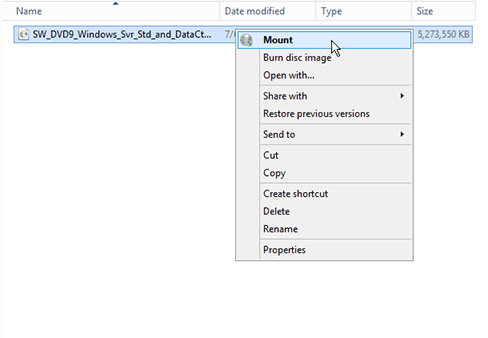 Name Date modified Type Size
SW_DVD9_Windows_Svr_Std_and_DataCt... 7/ 5,273,550 KB
Mount
Burn disc image
Open with...
Share with
Restore previous versions
Send to
Cut
Copy
Create shortcut
Delete
Rename
Properties